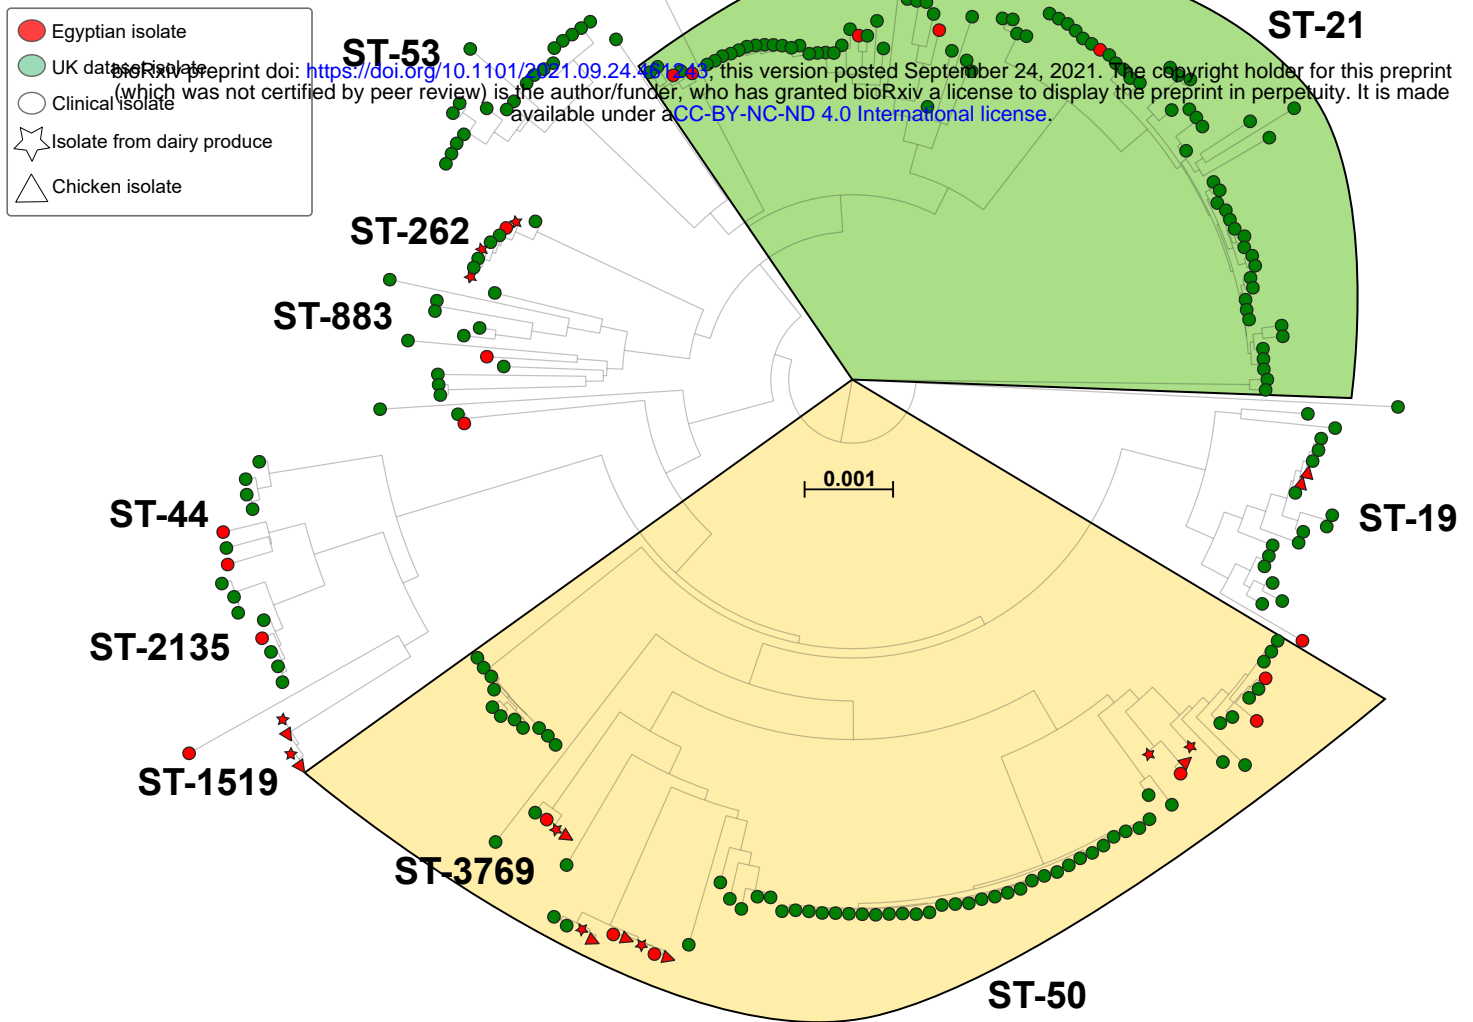 Egyptian isolate
UK dataset isolate
Clinical isolate
Isolate from dairy produce
Chicken isolate
bioRxiv preprint doi: https://doi.org/10.1101/2021.09.24.461243; this version posted September 24, 2021. The copyright holder for this preprint
(which was not certified by peer review) is the author/funder, who has granted bioRxiv a license to display the preprint in perpetuity. It is made
available under aCC-BY-NC-ND 4.0 International license.
ST-53
ST-21
ST-262
ST-883
0.001
ST-44
ST-19
ST-2135
ST-1519
ST-3769
ST-50